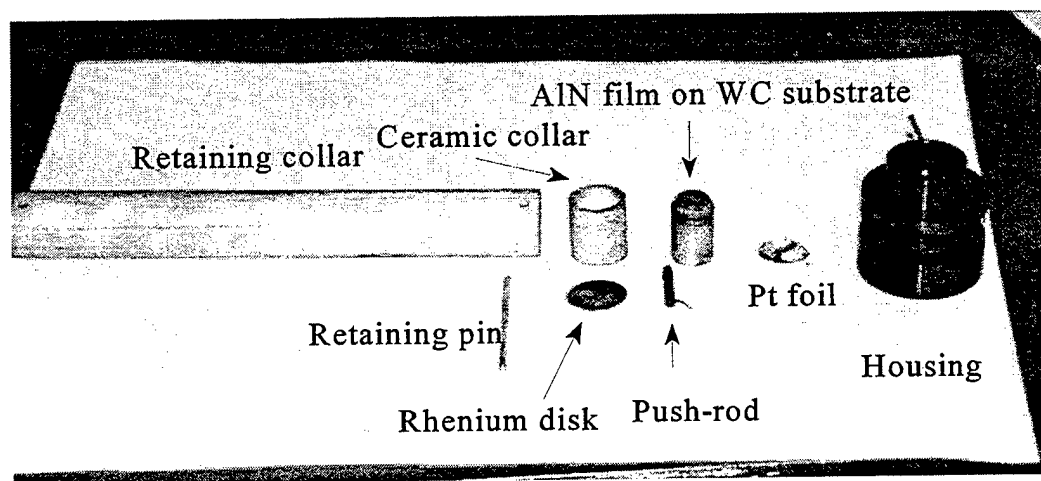 AlN film on WC substrate
Ceramic collar
Retaining collar
Pt foil
Retaining pin
Housing
Rhenium disk
Push-rod